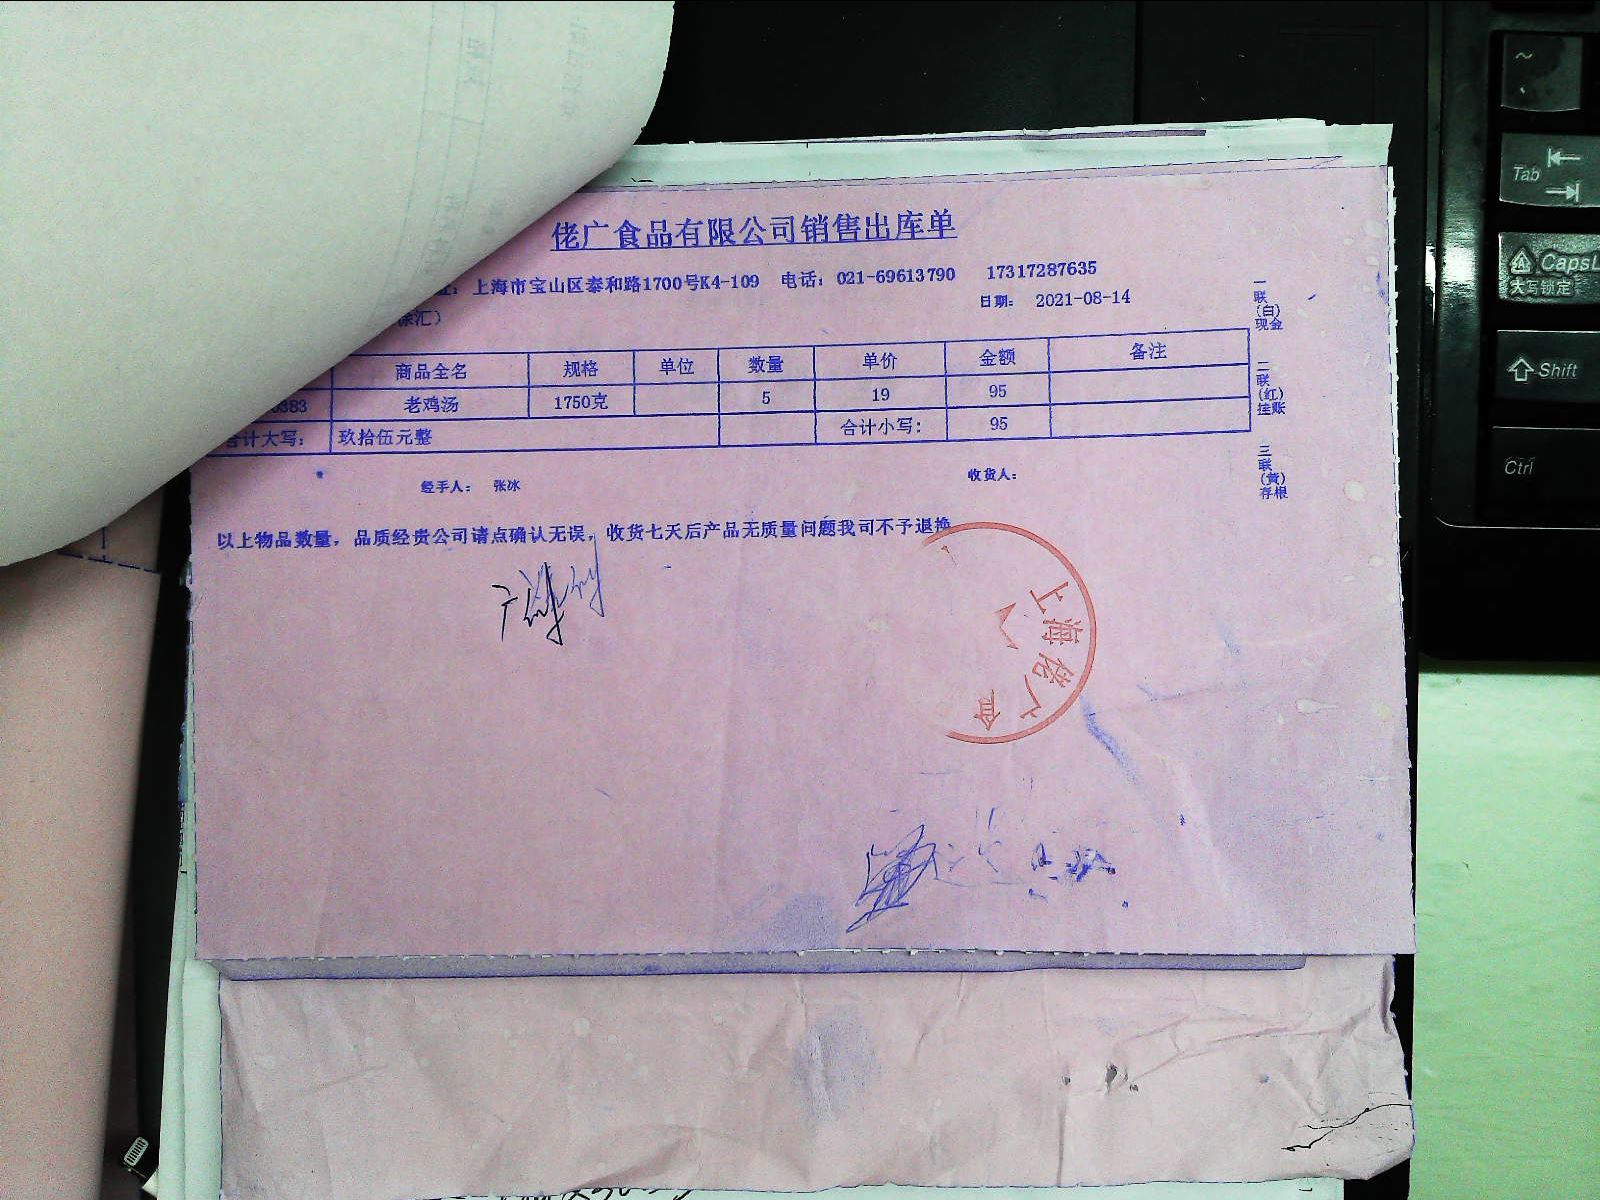 佬广食品有限公司销售出库单
址：上海市宝山区泰和路1700号K4-109 电话：021-69613790 17317287635
徐汇） 日期： 2021-08-14
商品全名 规格 单位 数量 单价 金额 备注
0383 老鸡汤 1750克 5 19 95
合计大写： 玖拾伍元整 合计小写： 95
经手人： 张冰 收货人：
以上物品数量，品质经贵公司请点确认无误，收货七天后产品无质量问题我司不予退换
一联（白）现金
二联（红）挂账
三联（黄）存根
上海佬广食
~
Tab
CapsL
大写锁定
Shift
Ctrl